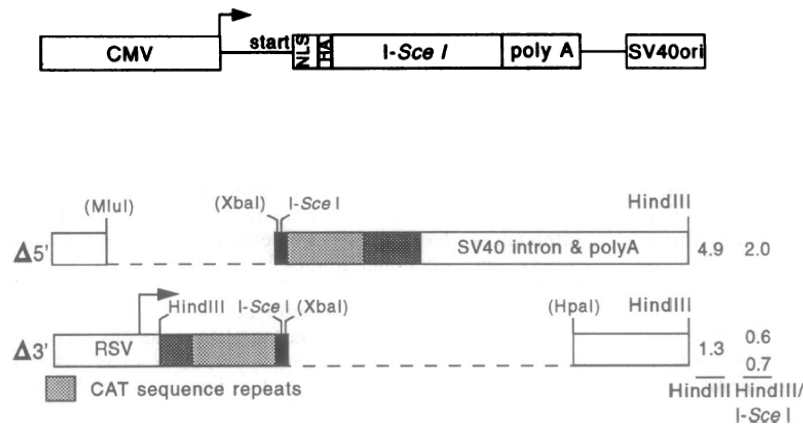 CMV start NLS HA I-Sce I poly A SV40ori
(MluI) (XbaI) I-Sce I HindIII
Δ5' SV40 intron & polyA 4.9 2.0
HindIII I-Sce I (XbaI) (HpaI) HindIII
Δ3' RSV 1.3 0.6
0.7
CAT sequence repeats HindIII HindIII/
I-Sce I